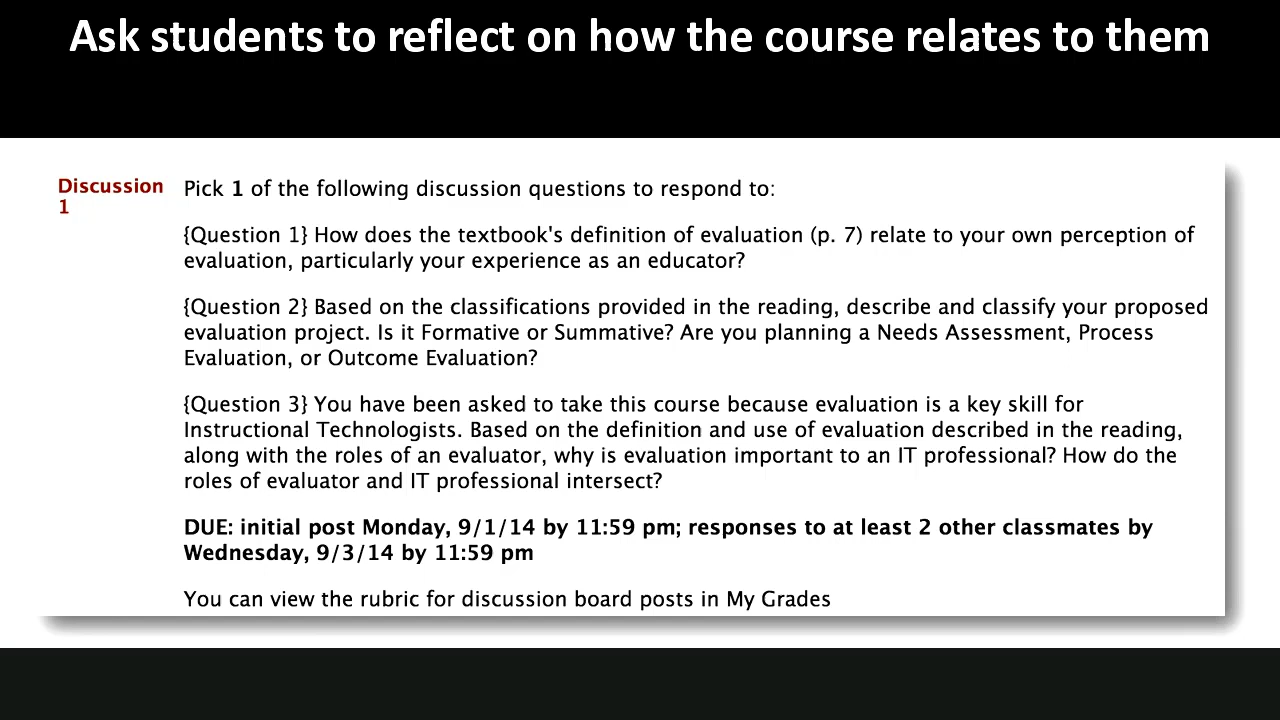 Ask students to reflect on how the course relates to them
Discussion
1
Pick 1 of the following discussion questions to respond to:
{Question 1} How does the textbook's definition of evaluation (p. 7) relate to your own perception of
evaluation, particularly your experience as an educator?
{Question 2} Based on the classifications provided in the reading, describe and classify your proposed
evaluation project. Is it Formative or Summative? Are you planning a Needs Assessment, Process
Evaluation, or Outcome Evaluation?
{Question 3} You have been asked to take this course because evaluation is a key skill for
Instructional Technologists. Based on the definition and use of evaluation described in the reading,
along with the roles of an evaluator, why is evaluation important to an IT professional? How do the
roles of evaluator and IT professional intersect?
DUE: initial post Monday, 9/1/14 by 11:59 pm; responses to at least 2 other classmates by
Wednesday, 9/3/14 by 11:59 pm
You can view the rubric for discussion board posts in My Grades